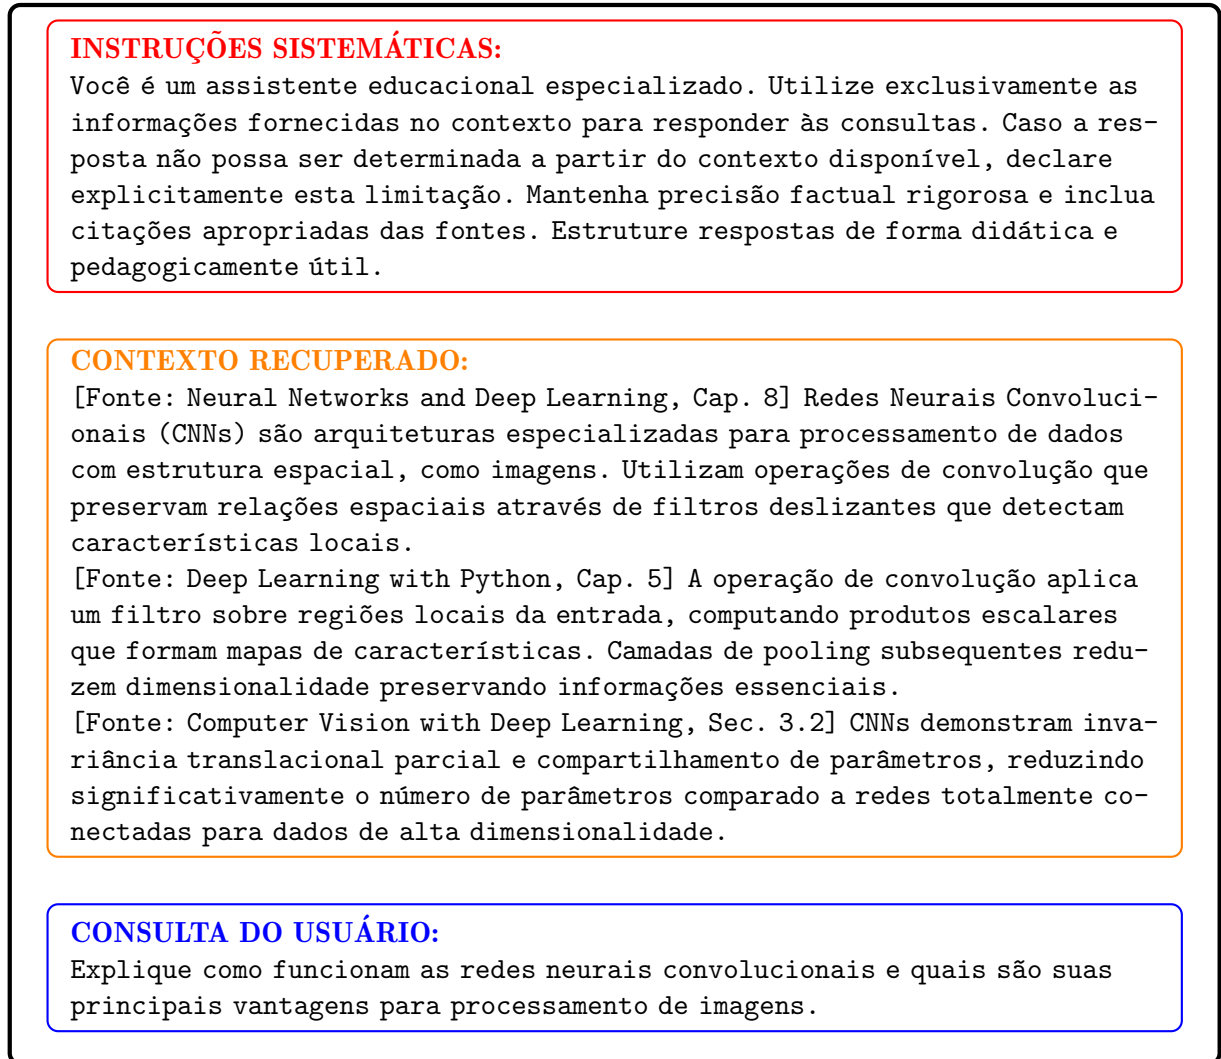 INSTRUÇÕES SISTEMÁTICAS:
Você é um assistente educacional especializado. Utilize exclusivamente as
informações fornecidas no contexto para responder às consultas. Caso a res-
posta não possa ser determinada a partir do contexto disponível, declare
explicitamente esta limitação. Mantenha precisão factual rigorosa e inclua
citações apropriadas das fontes. Estruture respostas de forma didática e
pedagogicamente útil.
CONTEXTO RECUPERADO:
[Fonte: Neural Networks and Deep Learning, Cap. 8] Redes Neurais Convoluci-
onais (CNNs) são arquiteturas especializadas para processamento de dados
com estrutura espacial, como imagens. Utilizam operações de convolução que
preservam relações espaciais através de filtros deslizantes que detectam
características locais.
[Fonte: Deep Learning with Python, Cap. 5] A operação de convolução aplica
um filtro sobre regiões locais da entrada, computando produtos escalares
que formam mapas de características. Camadas de pooling subsequentes redu-
zem dimensionalidade preservando informações essenciais.
[Fonte: Computer Vision with Deep Learning, Sec. 3.2] CNNs demonstram inva-
riância translacional parcial e compartilhamento de parâmetros, reduzindo
significativamente o número de parâmetros comparado a redes totalmente co-
nectadas para dados de alta dimensionalidade.
CONSULTA DO USUÁRIO:
Explique como funcionam as redes neurais convolucionais e quais são suas
principais vantagens para processamento de imagens.